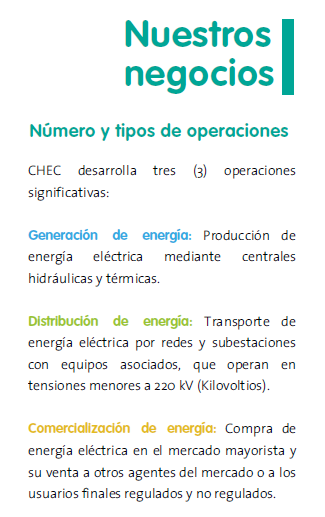 Nuestros
negocios
Número y tipos de operaciones
CHEC desarrolla tres (3) operaciones
significativas:
Generación de energía: Producción de
energía eléctrica mediante centrales
hidráulicas y térmicas.
Distribución de energía: Transporte de
energía eléctrica por redes y subestaciones
con equipos asociados, que operan en
tensiones menores a 220 kV (Kilovoltios).
Comercialización de energía: Compra de
energía eléctrica en el mercado mayorista y
su venta a otros agentes del mercado o a los
usuarios finales regulados y no regulados.